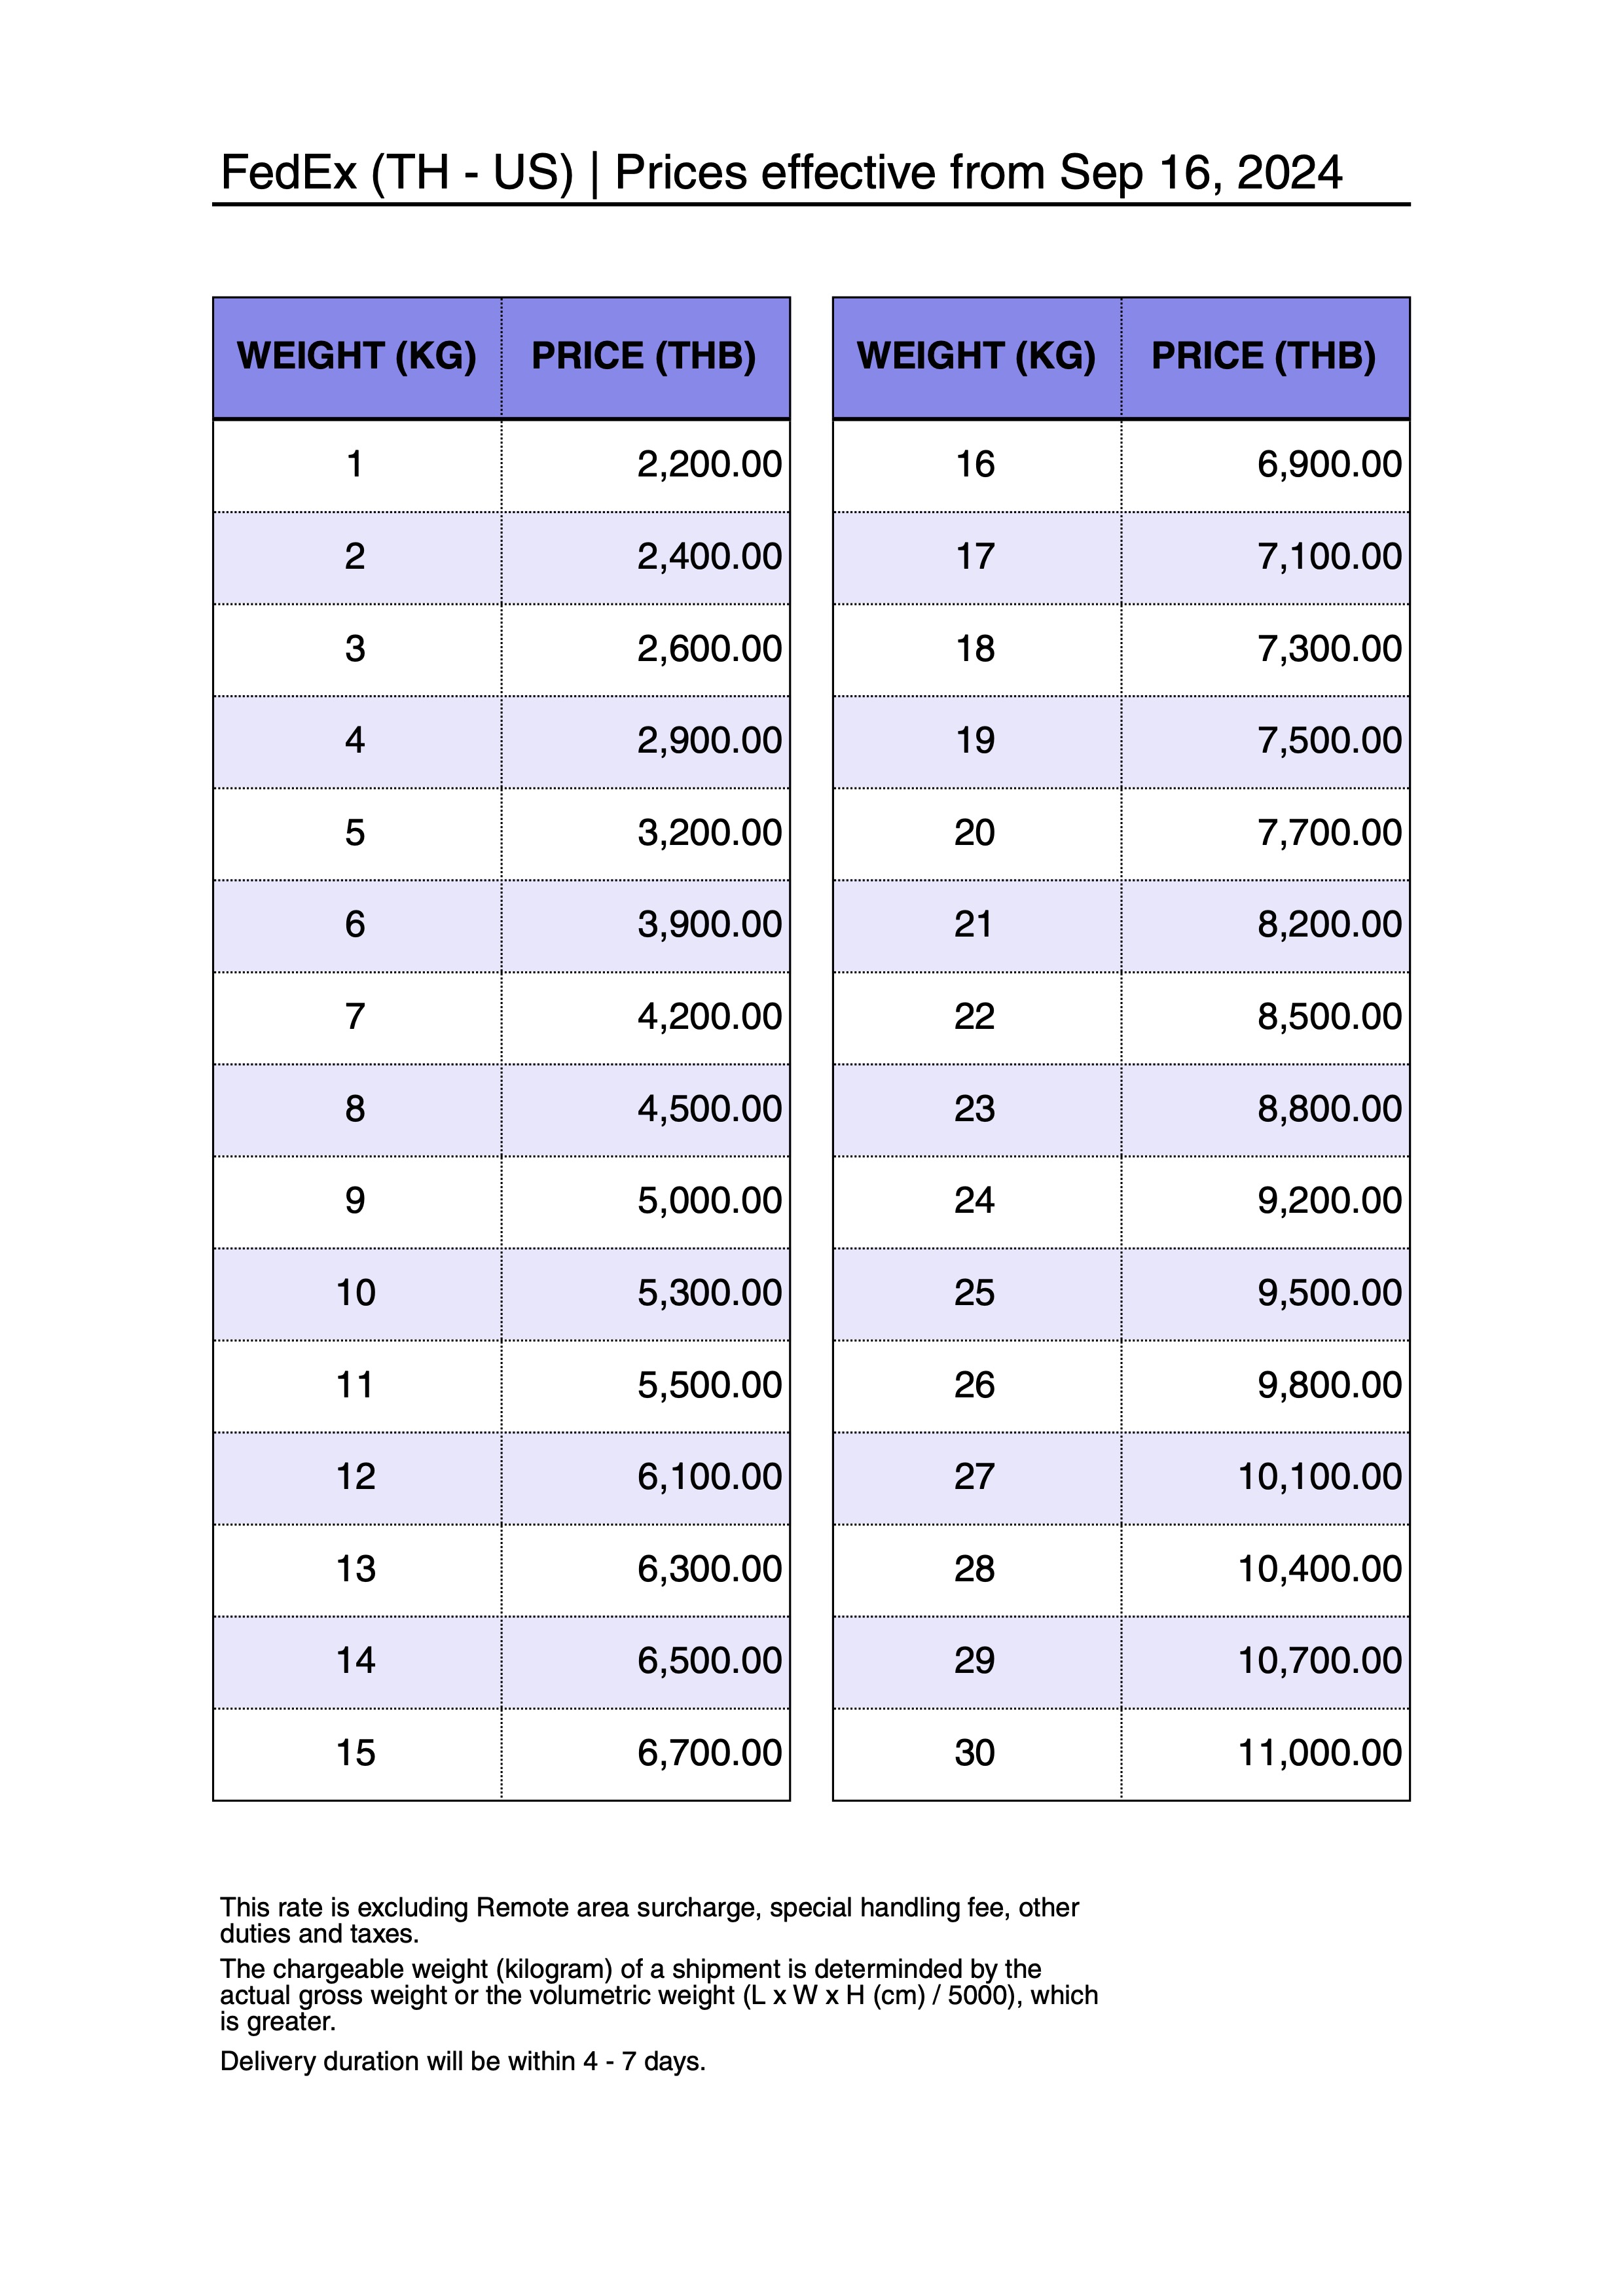 FedEx (TH - US) | Prices effective from Sep 16, 2024
WEIGHT (KG) PRICE (THB) WEIGHT (KG) PRICE (THB)
1 2,200.00 16 6,900.00
2 2,400.00 17 7,100.00
3 2,600.00 18 7,300.00
4 2,900.00 19 7,500.00
5 3,200.00 20 7,700.00
6 3,900.00 21 8,200.00
7 4,200.00 22 8,500.00
8 4,500.00 23 8,800.00
9 5,000.00 24 9,200.00
10 5,300.00 25 9,500.00
11 5,500.00 26 9,800.00
12 6,100.00 27 10,100.00
13 6,300.00 28 10,400.00
14 6,500.00 29 10,700.00
15 6,700.00 30 11,000.00
This rate is excluding Remote area surcharge, special handling fee, other
duties and taxes.
The chargeable weight (kilogram) of a shipment is determinded by the
actual gross weight or the volumetric weight (L x W x H (cm) / 5000), which
is greater.
Delivery duration will be within 4 - 7 days.